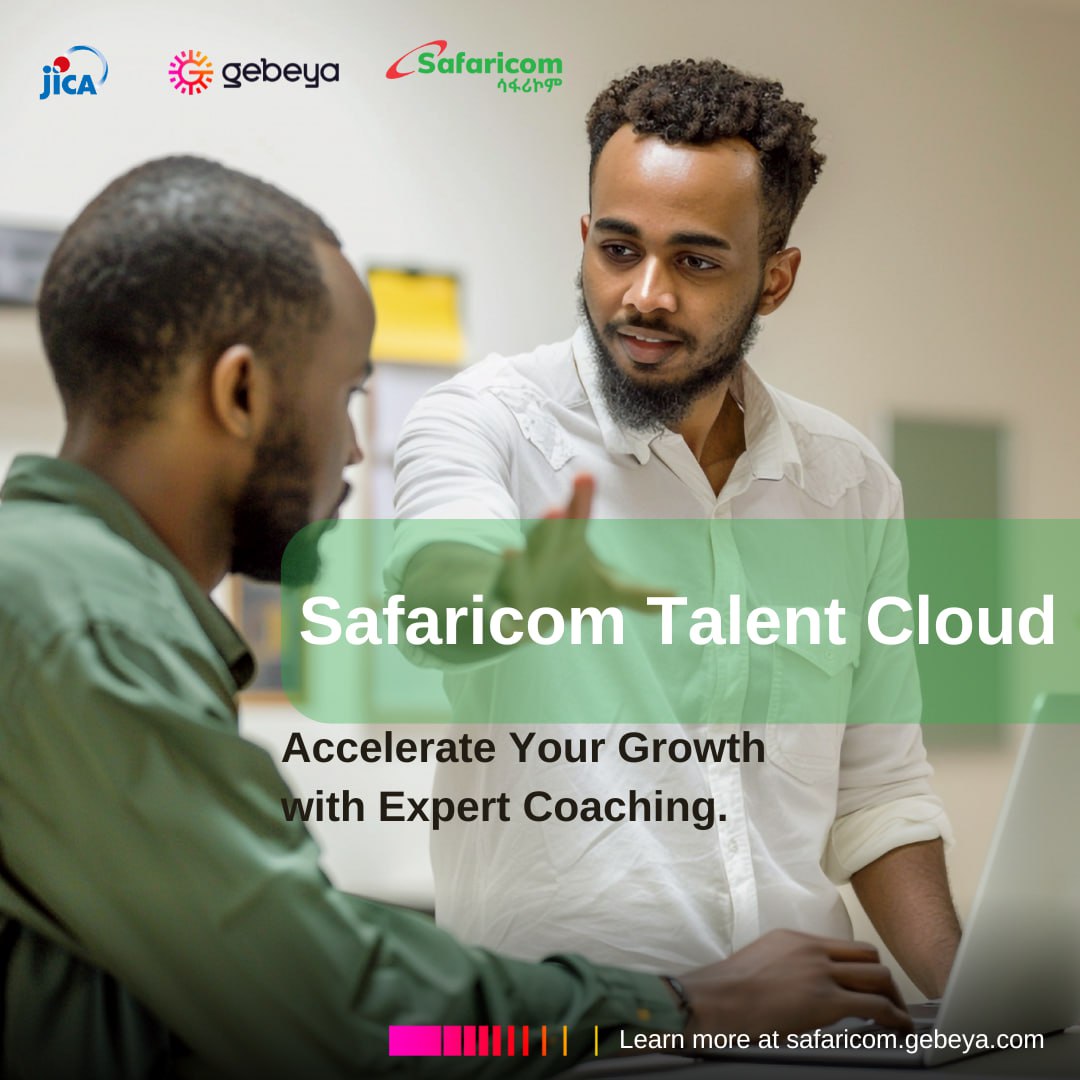 JICA
gebeya
Safaricom
ሳፋሪኮም
Safaricom Talent Cloud
Accelerate Your Growth
with Expert Coaching.
Learn more at safaricom.gebeya.com